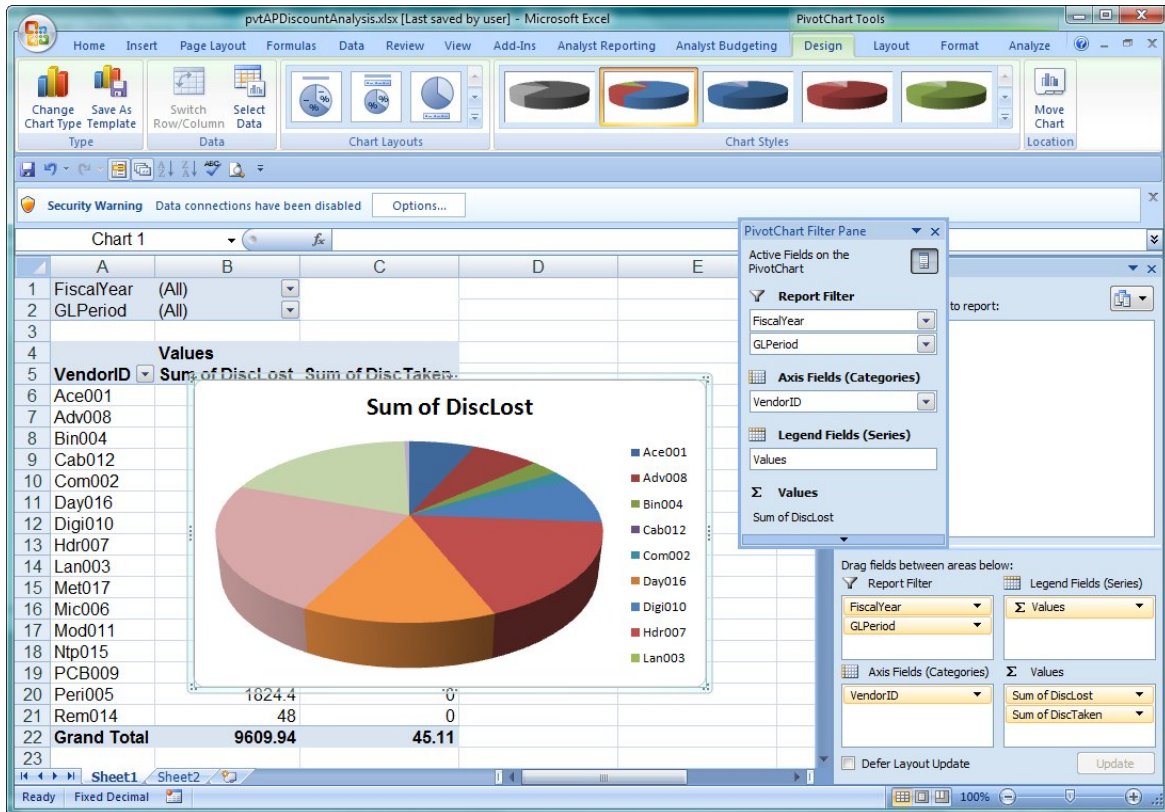 pvtAPDiscountAnalysis.xlsx [Last saved by user] - Microsoft Excel
PivotChart Tools
Home Insert Page Layout Formulas Data Review View Add-Ins Analyst Reporting Analyst Budgeting Design Layout Format Analyze
Change Chart Type
Save As Template
Switch Row/Column
Select Data
Move Chart
Type Data Chart Layouts Chart Styles Location
Security Warning Data connections have been disabled Options...
Chart 1 fx
A B C D E
1 FiscalYear (All)
2 GLPeriod (All)
3
4 Values
5 VendorID Sum of DiscLost Sum of DiscTaken
6 Ace001
7 Adv008
8 Bin004
9 Cab012
10 Com002
11 Day016
12 Digi010
13 Hdr007
14 Lan003
15 Met017
16 Mic006
17 Mod011
18 Ntp015
19 PCB009
20 Peri005 1824.4 0
21 Rem014 48 0
22 Grand Total 9609.94 45.11
23
Sum of DiscLost
Ace001
Adv008
Bin004
Cab012
Com002
Day016
Digi010
Hdr007
Lan003
PivotChart Filter Pane
Active Fields on the
PivotChart
Report Filter
FiscalYear
GLPeriod
Axis Fields (Categories)
VendorID
Legend Fields (Series)
Values
Σ Values
Sum of DiscLost
to report:
Drag fields between areas below:
Report Filter Legend Fields (Series)
FiscalYear Σ Values
GLPeriod
Axis Fields (Categories) Σ Values
VendorID Sum of DiscLost
Sum of DiscTaken
Defer Layout Update Update
Sheet1 Sheet2
Ready Fixed Decimal 100%